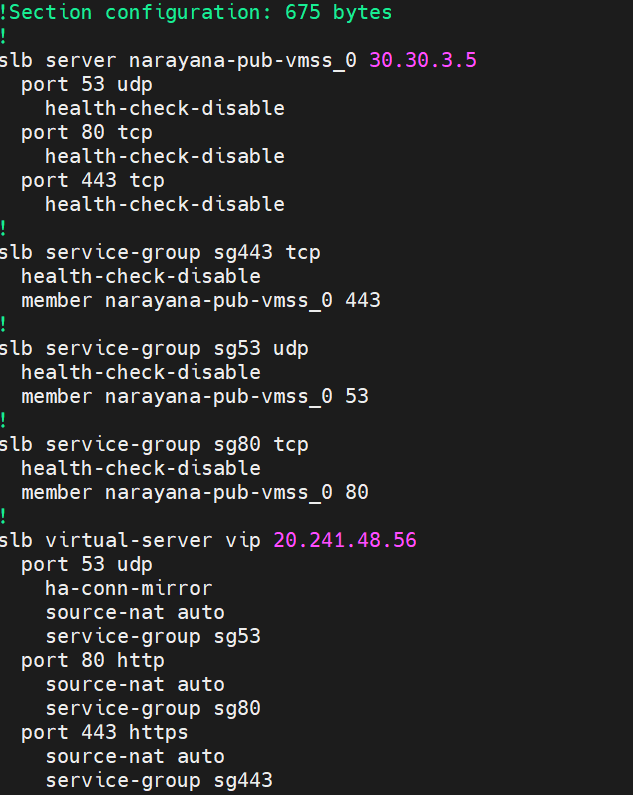 !Section configuration: 675 bytes
!
slb server narayana-pub-vmss_0 30.30.3.5
  port 53 udp
    health-check-disable
  port 80 tcp
    health-check-disable
  port 443 tcp
    health-check-disable
!
slb service-group sg443 tcp
  health-check-disable
  member narayana-pub-vmss_0 443
!
slb service-group sg53 udp
  health-check-disable
  member narayana-pub-vmss_0 53
!
slb service-group sg80 tcp
  health-check-disable
  member narayana-pub-vmss_0 80
!
slb virtual-server vip 20.241.48.56
  port 53 udp
    ha-conn-mirror
    source-nat auto
    service-group sg53
  port 80 http
    source-nat auto
    service-group sg80
  port 443 https
    source-nat auto
    service-group sg443